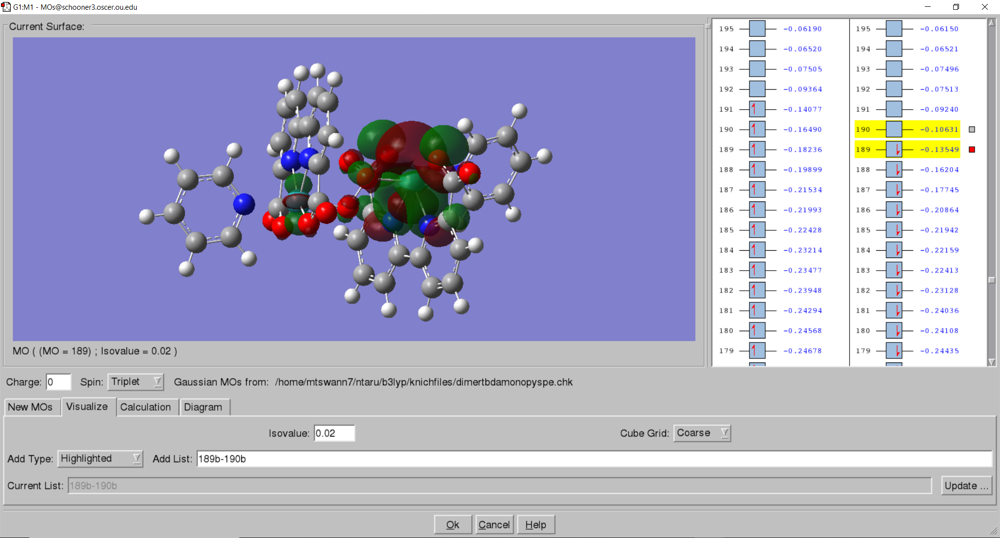 G1:M1 - MOs@schooner3.oscer.ou.edu
Current Surface:
MO ( (MO = 189) ; Isovalue = 0.02 )
195 -0.06190 195 -0.06150
194 -0.06520 194 -0.06521
193 -0.07505 193 -0.07496
192 -0.09364 192 -0.07513
191 -0.14077 191 -0.09240
190 -0.16490 190 -0.10631
189 -0.18236 189 -0.13549
188 -0.19899 188 -0.16204
187 -0.21534 187 -0.17745
186 -0.21993 186 -0.20864
185 -0.22428 185 -0.21942
184 -0.23214 184 -0.22159
183 -0.23477 183 -0.22413
182 -0.23948 182 -0.23128
181 -0.24294 181 -0.24036
180 -0.24568 180 -0.24108
179 -0.24678 179 -0.24435
Charge: 0 Spin: Triplet Gaussian MOs from: /home/mtswann7/ntaru/b3lyp/knichfiles/dimertbdamonopyspe.chk
New MOs Visualize Calculation Diagram
Isovalue: 0.02 Cube Grid: Coarse
Add Type: Highlighted Add List: 189b-190b
Current List: 189b-190b Update ...
Ok Cancel Help